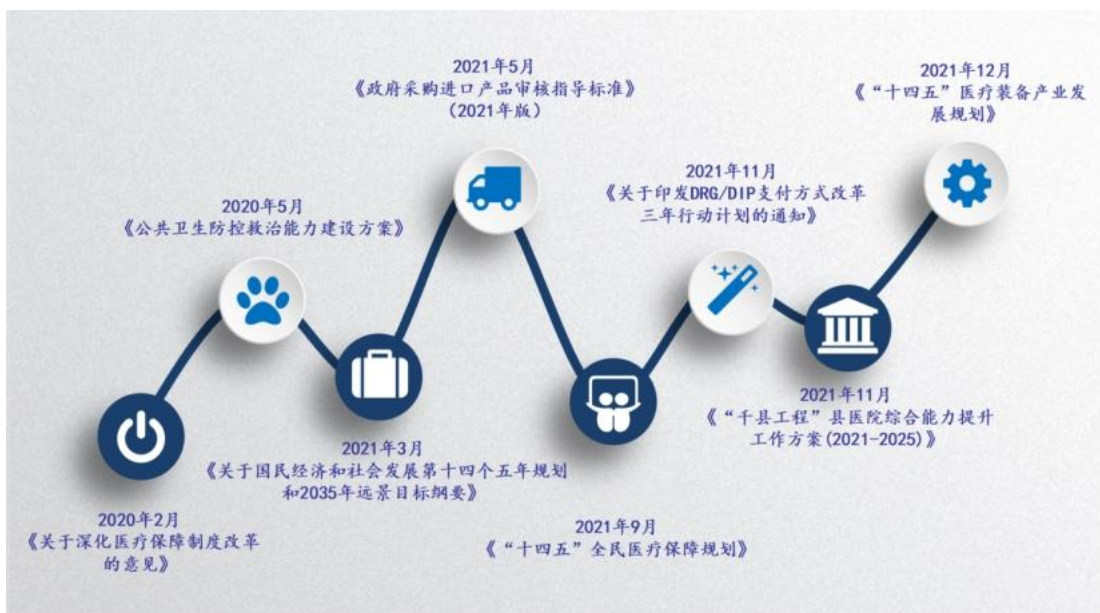 2020年2月
《关于深化医疗保障制度改革
的意见》
2020年5月
《公共卫生防控救治能力建设方案》
2021年3月
《关于国民经济和社会发展第十四个五年规划
和2035年远景目标纲要》
2021年5月
《政府采购进口产品审核指导标准》
(2021年版)
2021年9月
《“十四五”全民医疗保障规划》
2021年11月
《关于印发DRG/DIP支付方式改革
三年行动计划的通知》
2021年11月
《“千县工程”县医院综合能力提升
工作方案(2021-2025)》
2021年12月
《“十四五”医疗装备产业发
展规划》